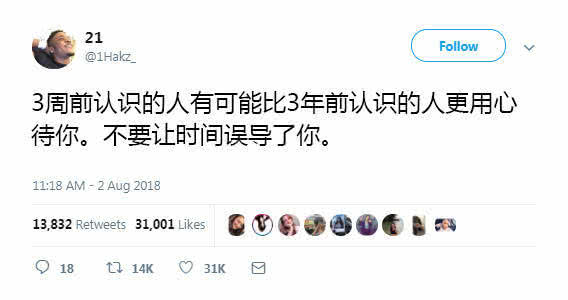 21
@1Hakz_
Follow
3周前认识的人有可能比3年前认识的人更用心
待你。不要让时间误导了你。
11:18 AM - 2 Aug 2018
13,832 Retweets 31,001 Likes
18 14K 31K